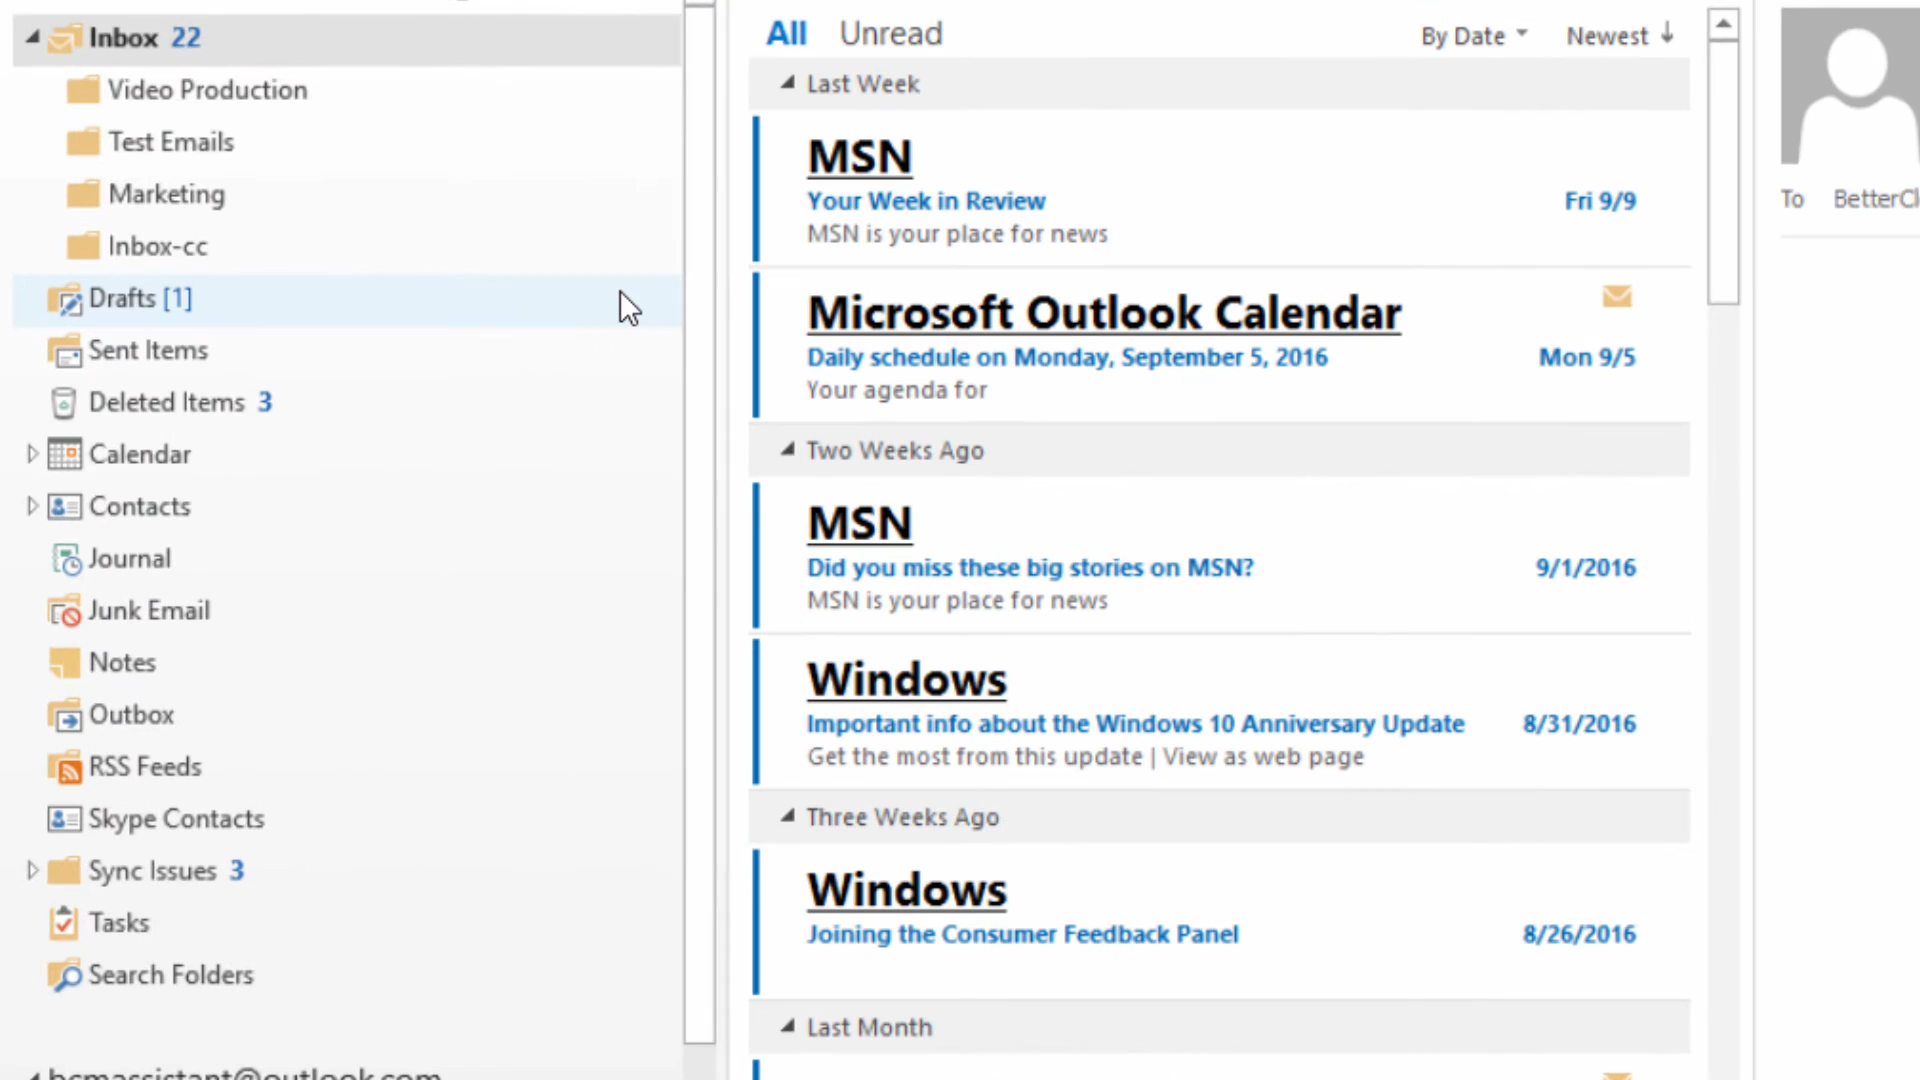 Inbox 22
Video Production
Test Emails
Marketing
Inbox-cc
Drafts [1]
Sent Items
Deleted Items 3
Calendar
Contacts
Journal
Junk Email
Notes
Outbox
RSS Feeds
Skype Contacts
Sync Issues 3
Tasks
Search Folders
bcmassistant@outlook.com
All Unread By Date Newest
Last Week
MSN
Your Week in Review Fri 9/9
MSN is your place for news
Microsoft Outlook Calendar
Daily schedule on Monday, September 5, 2016 Mon 9/5
Your agenda for
Two Weeks Ago
MSN
Did you miss these big stories on MSN? 9/1/2016
MSN is your place for news
Windows
Important info about the Windows 10 Anniversary Update 8/31/2016
Get the most from this update | View as web page
Three Weeks Ago
Windows
Joining the Consumer Feedback Panel 8/26/2016
Last Month
To BetterCl